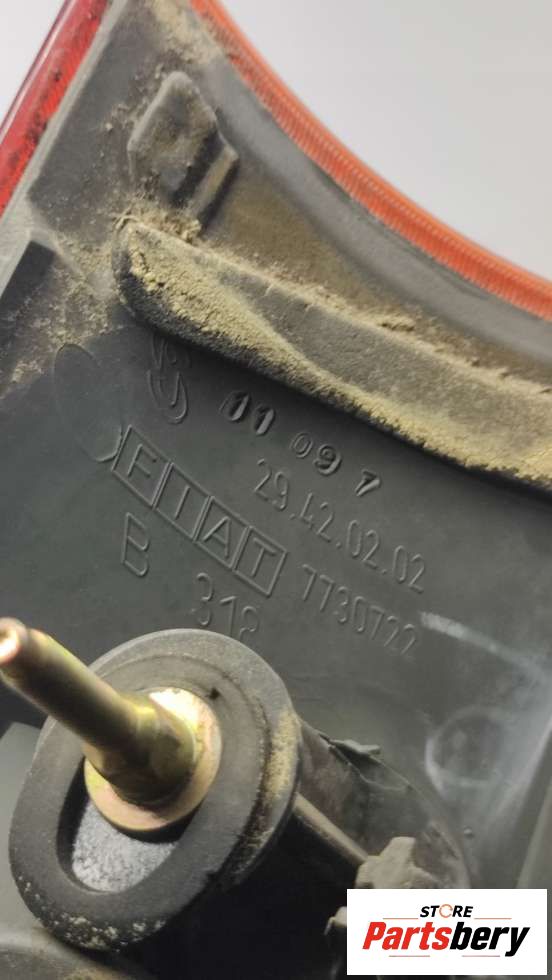 11 09 7
29.42.02.02
FIAT 7730722
B 318
STORE
Partsbery